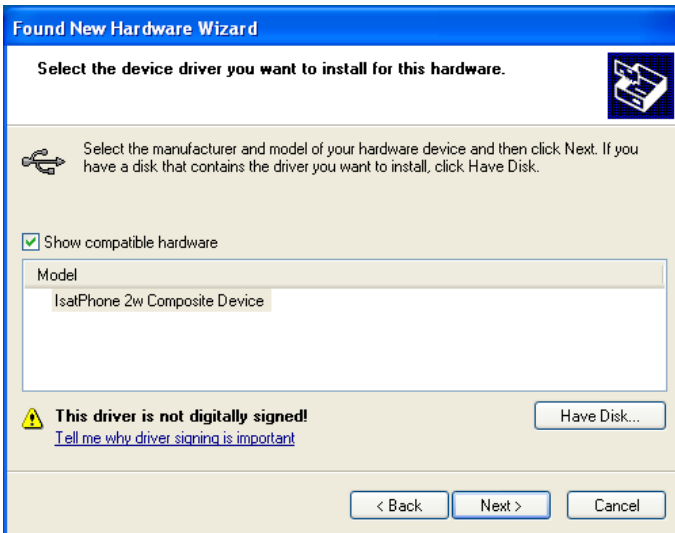 Found New Hardware Wizard
Select the device driver you want to install for this hardware.
Select the manufacturer and model of your hardware device and then click Next. If you
have a disk that contains the driver you want to install, click Have Disk.
Show compatible hardware
Model
IsatPhone 2w Composite Device
This driver is not digitally signed!
Have Disk...
Tell me why driver signing is important
< Back
Next >
Cancel